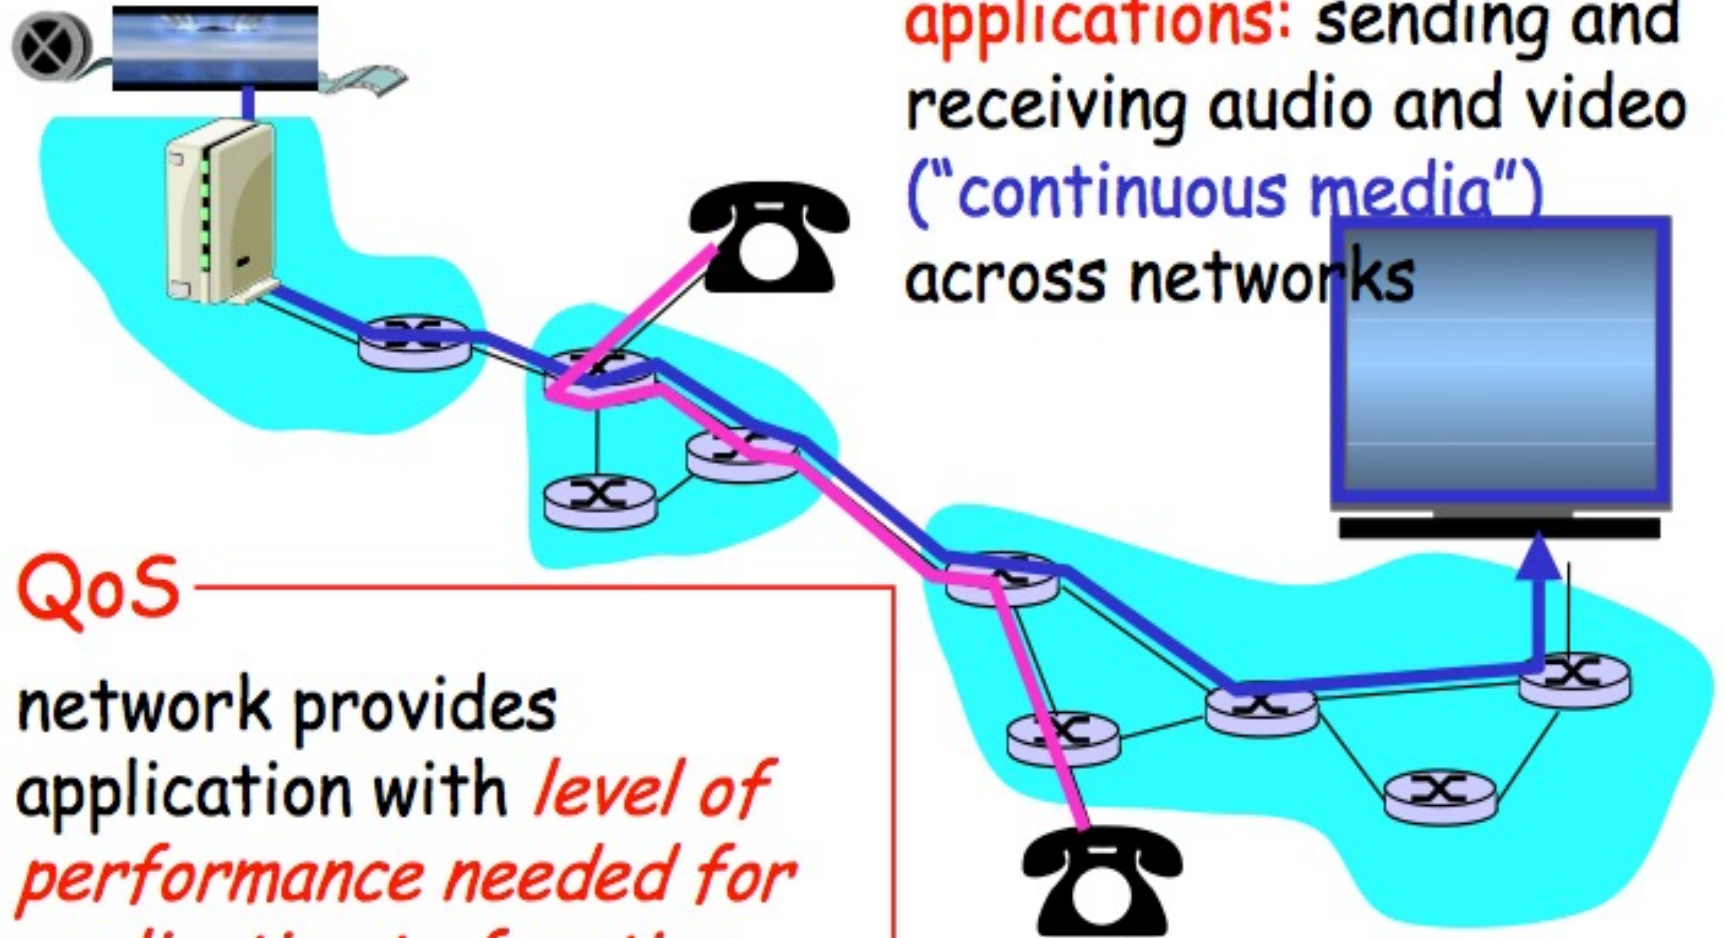 applications: sending and
receiving audio and video
(“continuous media”)
across networks
QoS
network provides
application with level of
performance needed for